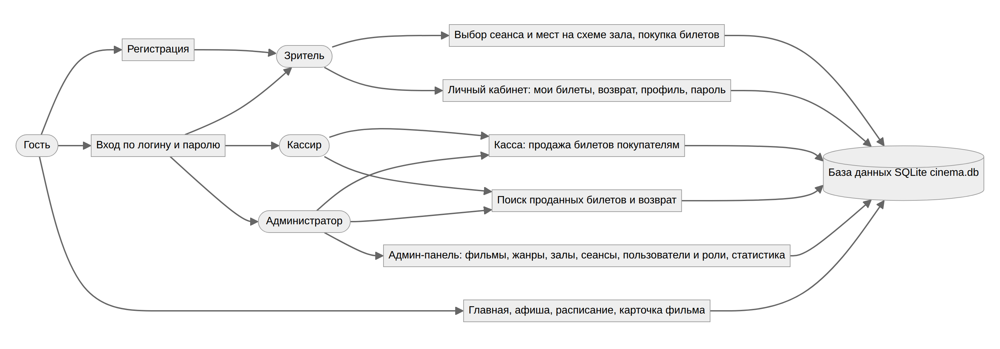 Выбор сеанса и мест на схеме зала, покупка билетов
Регистрация
Зритель
Личный кабинет: мои билеты, возврат, профиль, пароль
Гость
Вход по логину и паролю
Кассир
Касса: продажа билетов покупателям
База данных SQLite cinema.db
Поиск проданных билетов и возврат
Администратор
Админ-панель: фильмы, жанры, залы, сеансы, пользователи и роли, статистика
Главная, афиша, расписание, карточка фильма